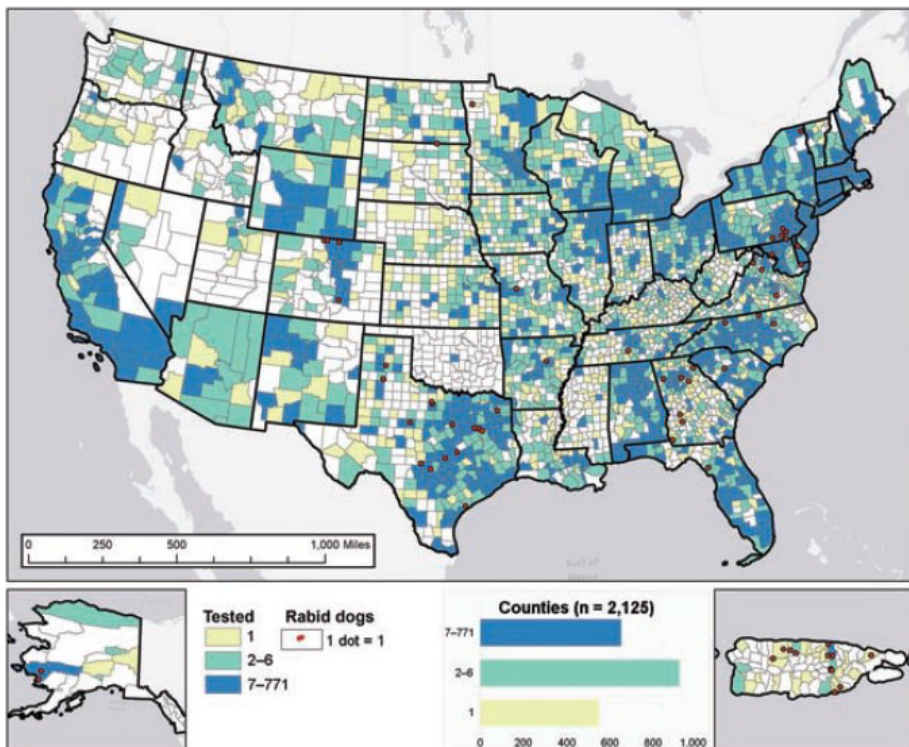 0 250 500 1,000 Miles
Tested
1
2–6
7–771
Rabid dogs
1 dot = 1
Counties (n = 2,125)
7–771
2–6
1
0 200 400 600 800 1,000